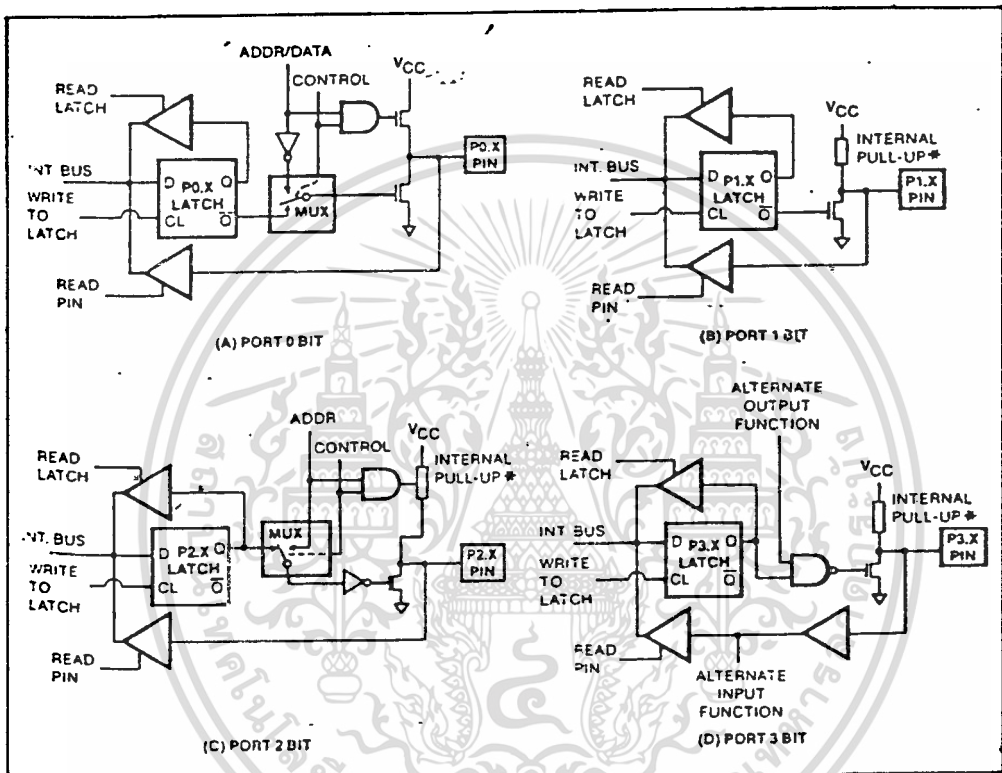 ADDR/DATA
CONTROL
VCC
READ
LATCH
INT. BUS
WRITE
TO
LATCH
D P0.X Q
LATCH
CL Q
MUX
P0.X
PIN
READ
PIN
(A) PORT 0 BIT
READ
LATCH
VCC
INTERNAL
PULL-UP *
INT. BUS
WRITE
TO
LATCH
D P1.X Q
LATCH
CL Q
P1.X
PIN
READ
PIN
(B) PORT 1 BIT
ADDR
CONTROL
VCC
INTERNAL
PULL-UP *
READ
LATCH
MUX
INT. BUS
WRITE
TO
LATCH
D P2.X Q
LATCH
CL Q
P2.X
PIN
READ
PIN
(C) PORT 2 BIT
ALTERNATE
OUTPUT
FUNCTION
READ
LATCH
VCC
INTERNAL
PULL-UP *
INT. BUS
WRITE
TO
LATCH
D P3.X Q
LATCH
CL Q
P3.X
PIN
READ
PIN
ALTERNATE
INPUT
FUNCTION
(D) PORT 3 BIT